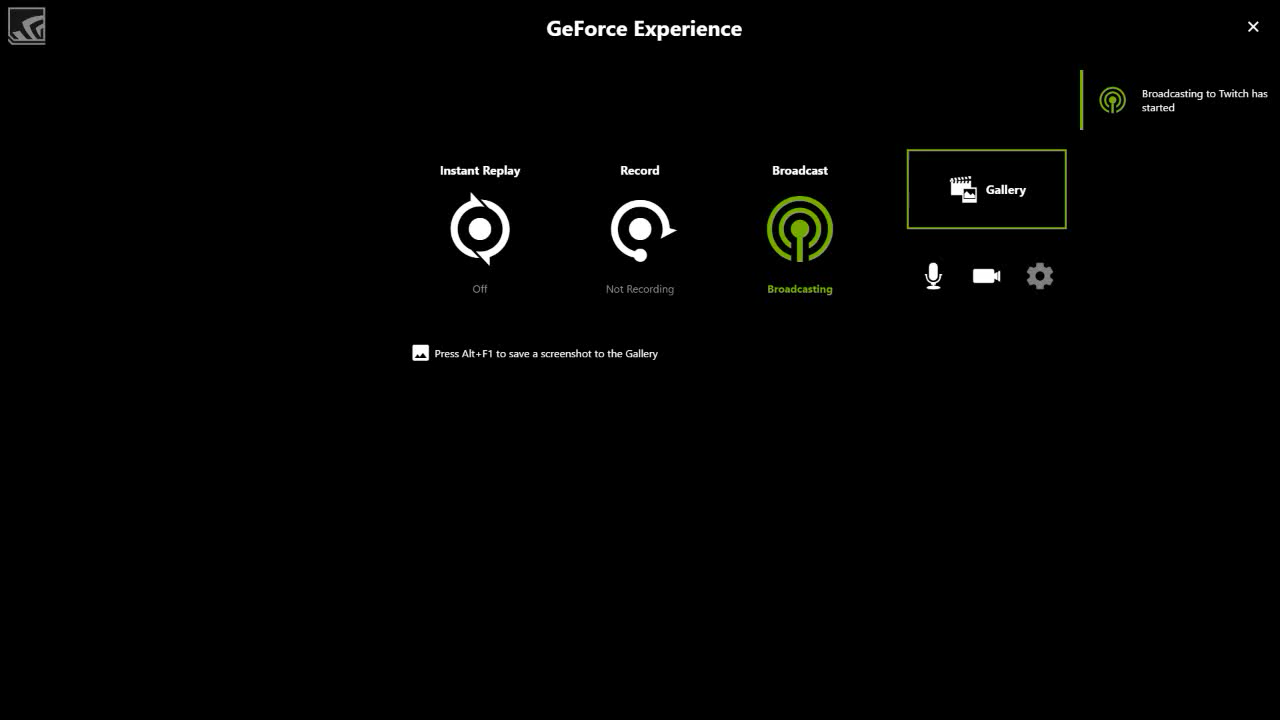 GeForce Experience
Broadcasting to Twitch has
started
Instant Replay
Record
Broadcast
Gallery
Off
Not Recording
Broadcasting
Press Alt+F1 to save a screenshot to the Gallery